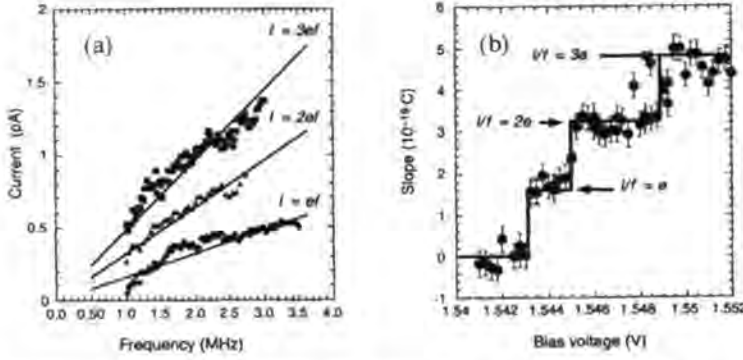 (a)
I = 3ef
I = 2ef
I = ef
Current (pA)
2
1.5
1
0.5
0
0.0 0.50 1.0 1.5 2.0 2.5 3.0 3.5 4.0
Frequency (MHz)
(b)
I/f = 3e
I/f = 2e
I/f = e
Slope (10⁻¹⁹ C)
6
5
4
3
2
1
0
-1
1.54 1.542 1.544 1.546 1.548 1.55 1.552
Bias voltage (V)